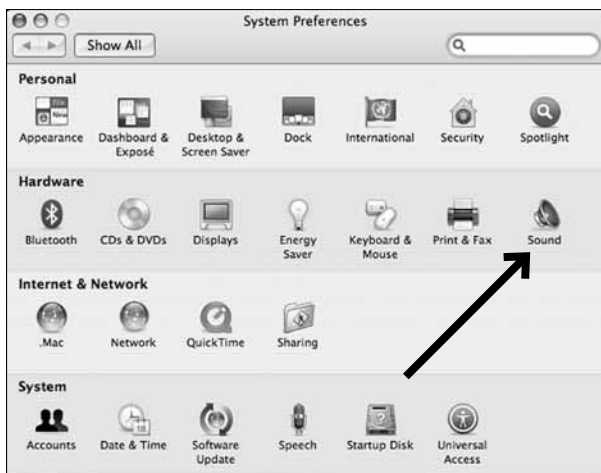 System Preferences
Show All
Personal
Appearance
Dashboard &
Exposé
Desktop &
Screen Saver
Dock
International
Security
Spotlight
Hardware
Bluetooth
CDs & DVDs
Displays
Energy
Saver
Keyboard &
Mouse
Print & Fax
Sound
Internet & Network
.Mac
Network
QuickTime
Sharing
System
Accounts
Date & Time
Software
Update
Speech
Startup Disk
Universal
Access